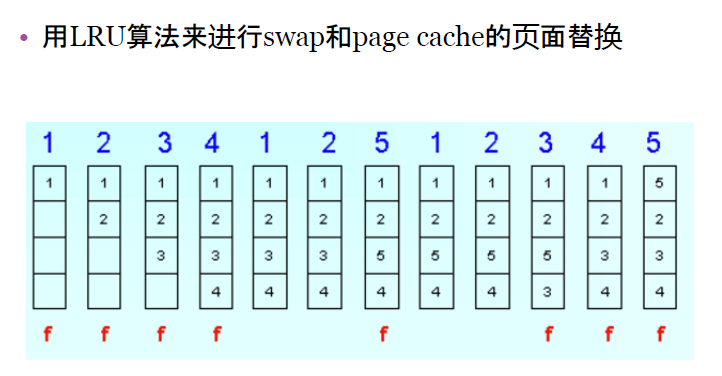 • 用LRU算法来进行swap和page cache的页面替换
1 2 3 4 1 2 5 1 2 3 4 5
1 1 1 1 1 1 1 1 1 1 1 5
2 2 2 2 2 2 2 2 2 2 2
3 3 3 3 5 5 5 5 3 3
4 4 4 4 4 4 3 4 4
f f f f f f f f